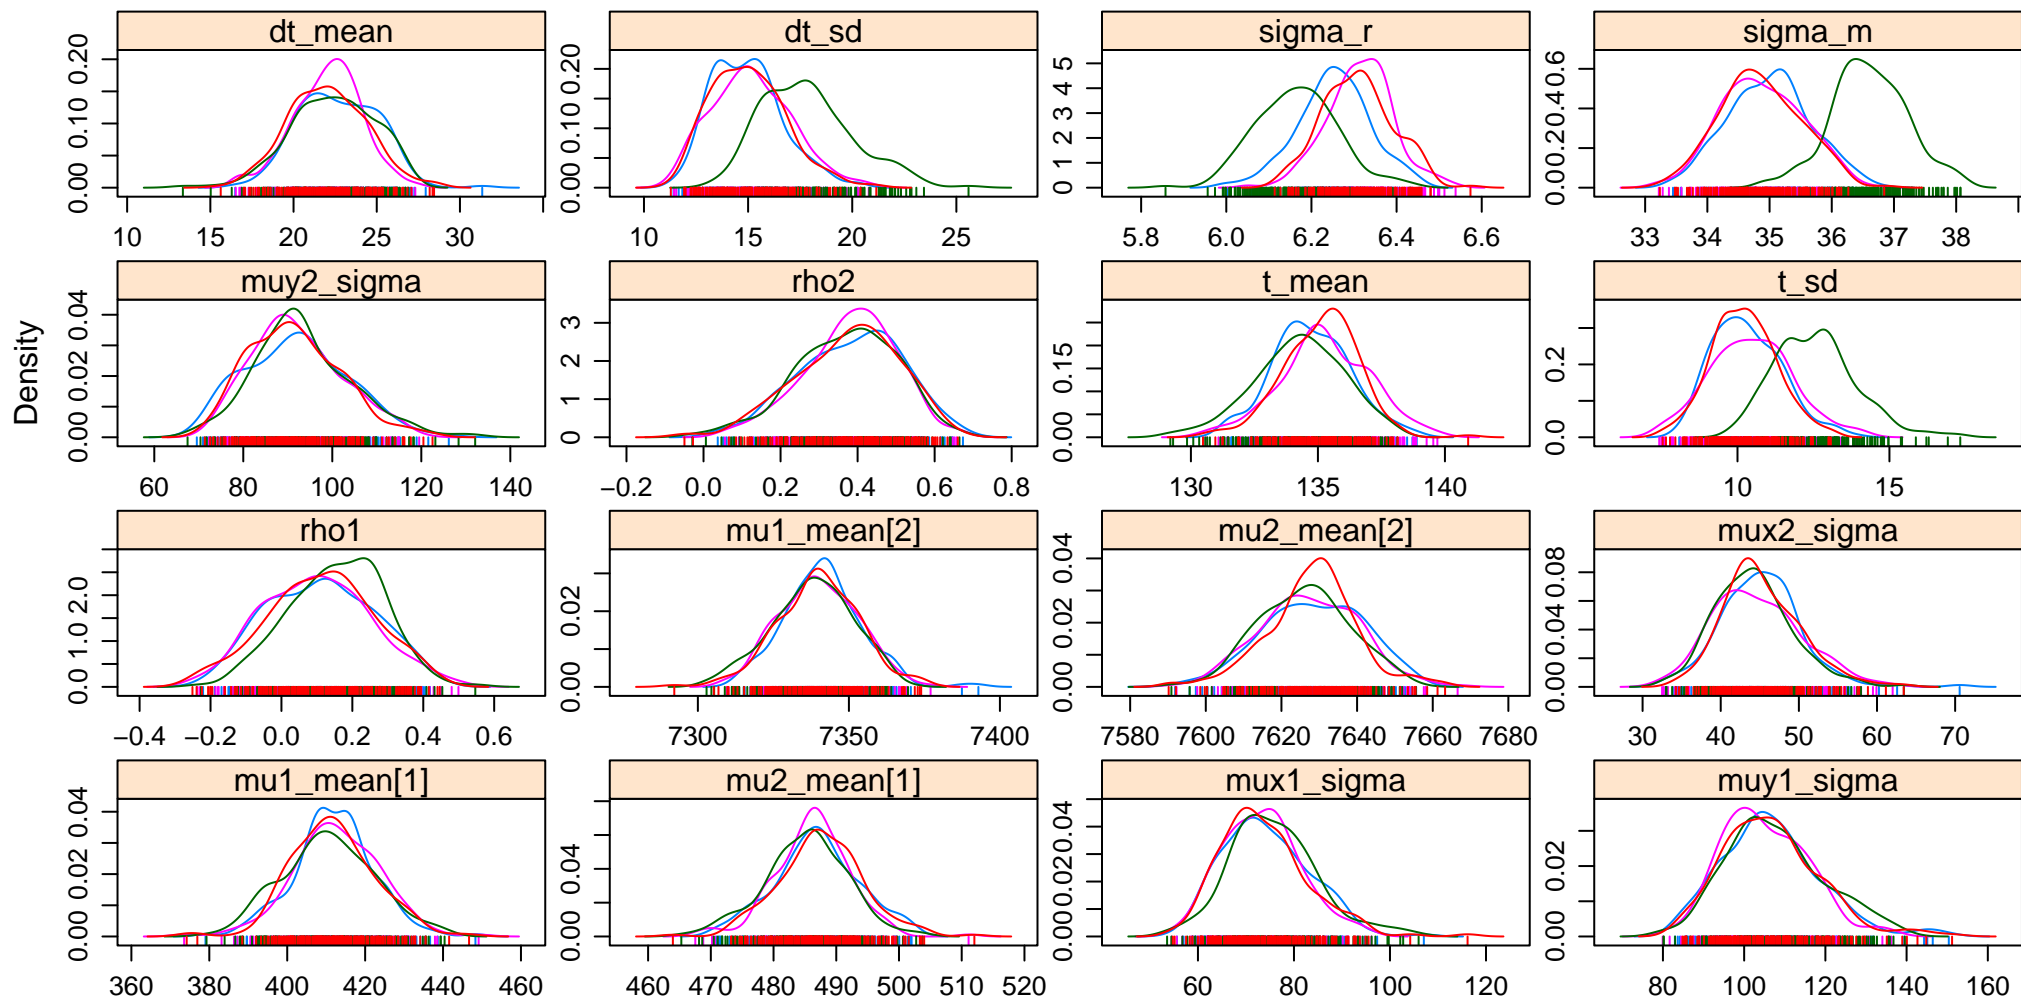 dt_mean dt_sd sigma_r sigma_m
0.00 0.10 0.20 0.00 0.10 0.20 0 1 2 3 4 5 0.0 0.2 0.4 0.6
10 15 20 25 30 10 15 20 25 5.8 6.0 6.2 6.4 6.6 33 34 35 36 37 38
muy2_sigma rho2 t_mean t_sd
0.00 0.02 0.04 0 1 2 3 0.00 0.15 0.0 0.2
60 80 100 120 140 −0.2 0.0 0.2 0.4 0.6 0.8 130 135 140 10 15
Density
rho1 mu1_mean[2] mu2_mean[2] mux2_sigma
0.0 1.0 2.0 0.00 0.02 0.00 0.02 0.04 0.00 0.04 0.08
−0.4 −0.2 0.0 0.2 0.4 0.6 7300 7350 7400 7580 7600 7620 7640 7660 7680 30 40 50 60 70
mu1_mean[1] mu2_mean[1] mux1_sigma muy1_sigma
0.00 0.02 0.04 0.00 0.04 0.00 0.02 0.04 0.00 0.02
360 380 400 420 440 460 460 470 480 490 500 510 520 60 80 100 120 80 100 120 140 160